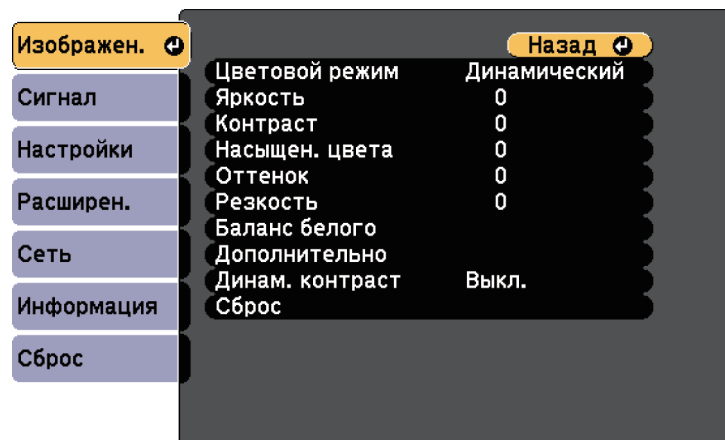 Изображен.
Сигнал
Настройки
Расширен.
Сеть
Информация
Сброс
Назад
Цветовой режим Динамический
Яркость 0
Контраст 0
Насыщен. цвета 0
Оттенок 0
Резкость 0
Баланс белого
Дополнительно
Динам. контраст Выкл.
Сброс